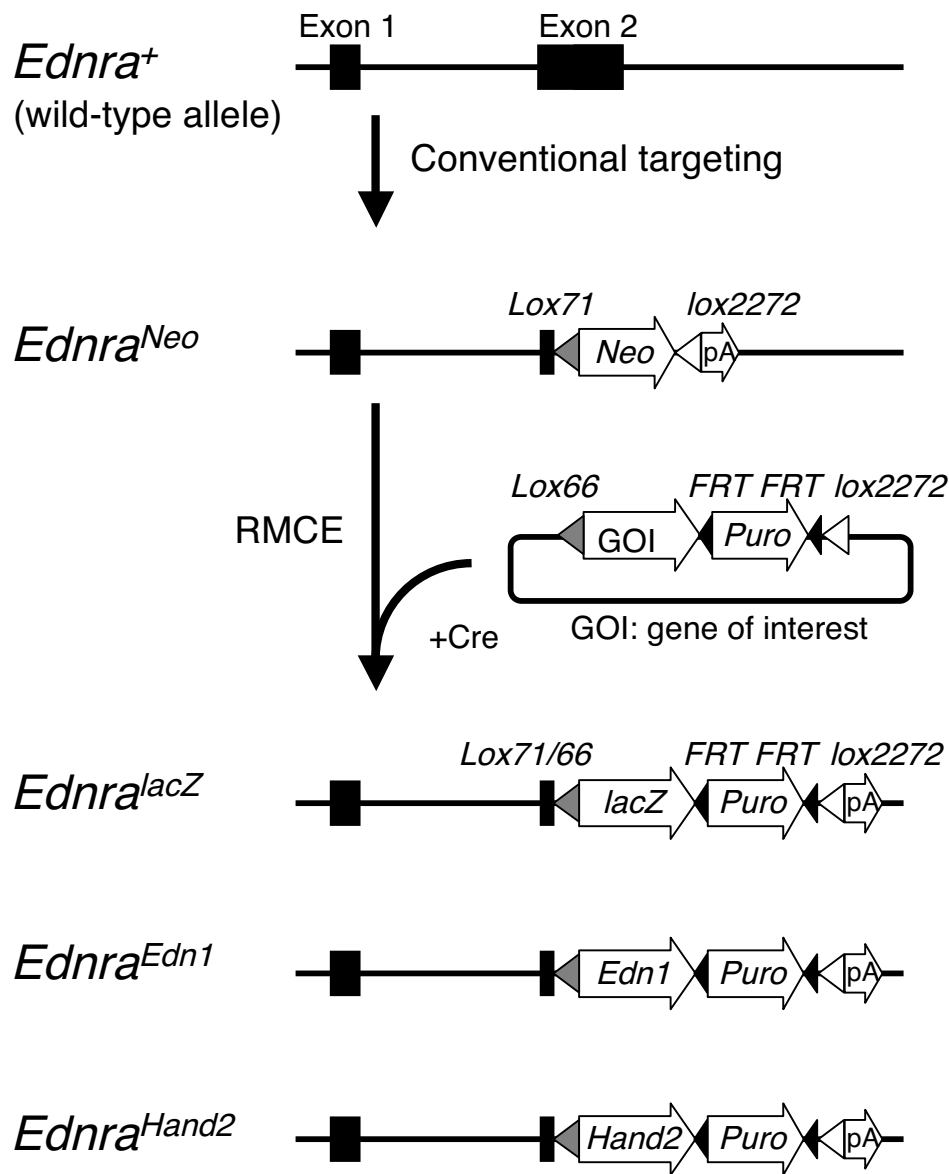 Exon 1 Exon 2
Ednra+
(wild-type allele)
Conventional targeting
Lox71 lox2272
EdnraNeo
Neo pA
Lox66 FRT FRT lox2272
GOI Puro
RMCE
+Cre
GOI: gene of interest
Lox71/66 FRT FRT lox2272
EdnralacZ
lacZ Puro pA
EdnraEdn1
Edn1 Puro pA
EdnraHand2
Hand2 Puro pA